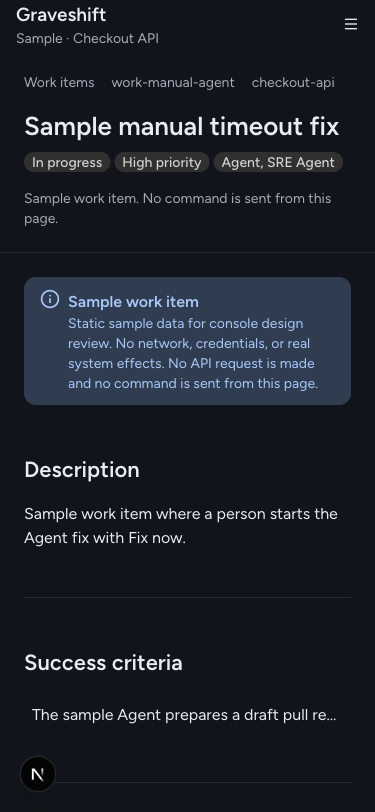 Graveshift
Sample · Checkout API
Work items work-manual-agent checkout-api
Sample manual timeout fix
In progress High priority Agent, SRE Agent
Sample work item. No command is sent from this
page.
Sample work item
Static sample data for console design
review. No network, credentials, or real
system effects. No API request is made
and no command is sent from this page.
Description
Sample work item where a person starts the
Agent fix with Fix now.
Success criteria
The sample Agent prepares a draft pull re...
N